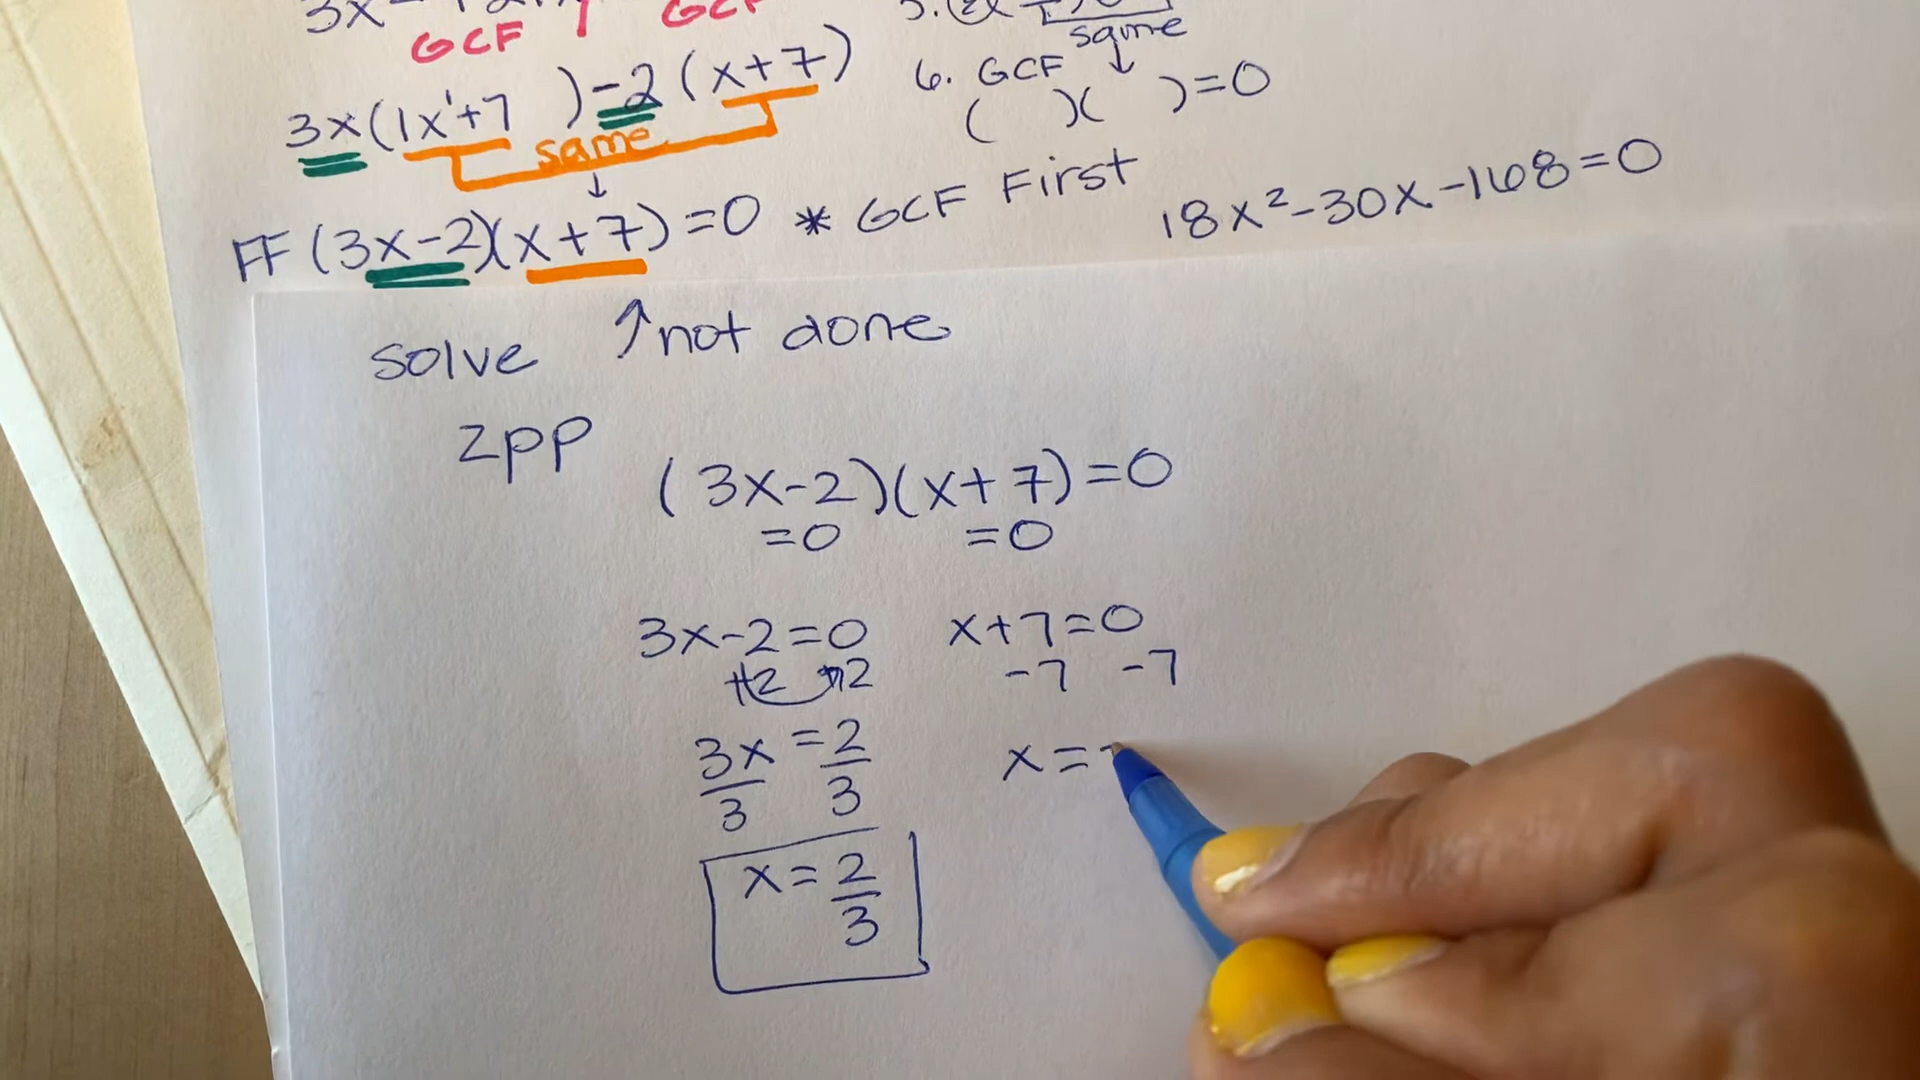 GCF GCF
3x(1x¹+7 )-2(x+7)
same
↓
FF (3x-2)(x+7)=0
same
6. GCF ↓
( )( )=0
* GCF First
18x²-30x-168=0
solve ↑not done
zpp
(3x-2)(x+7)=0
=0 =0
3x-2=0 x+7=0
+2 +2 -7 -7
3x = 2 x=-
3 3
x = 2
3